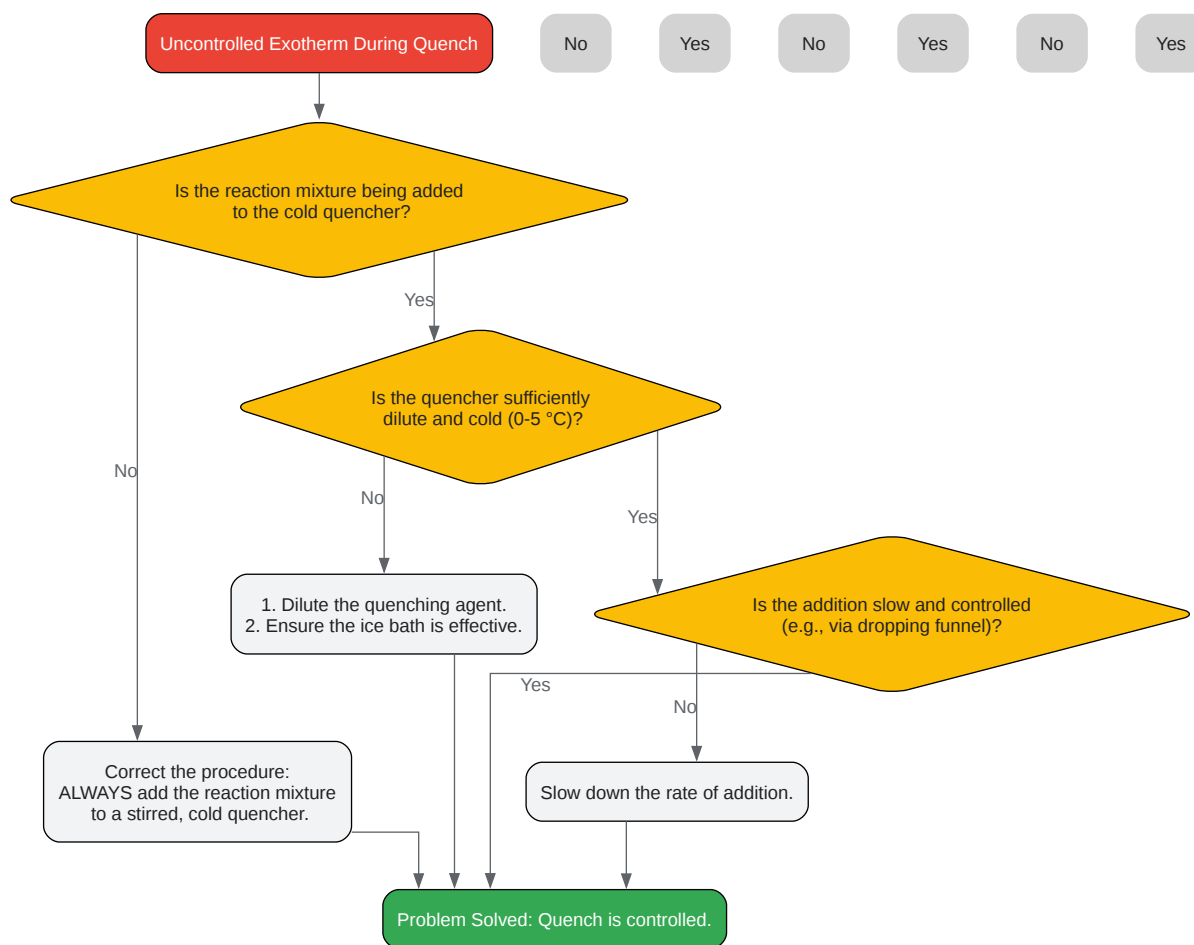 Uncontrolled Exotherm During Quench
No
Yes
No
Yes
No
Yes
Is the reaction mixture being added
to the cold quencher?
Yes
Is the quencher sufficiently
dilute and cold (0-5 °C)?
No
No
Yes
1. Dilute the quenching agent.
2. Ensure the ice bath is effective.
Is the addition slow and controlled
(e.g., via dropping funnel)?
Yes
No
Correct the procedure:
ALWAYS add the reaction mixture
to a stirred, cold quencher.
Slow down the rate of addition.
Problem Solved: Quench is controlled.